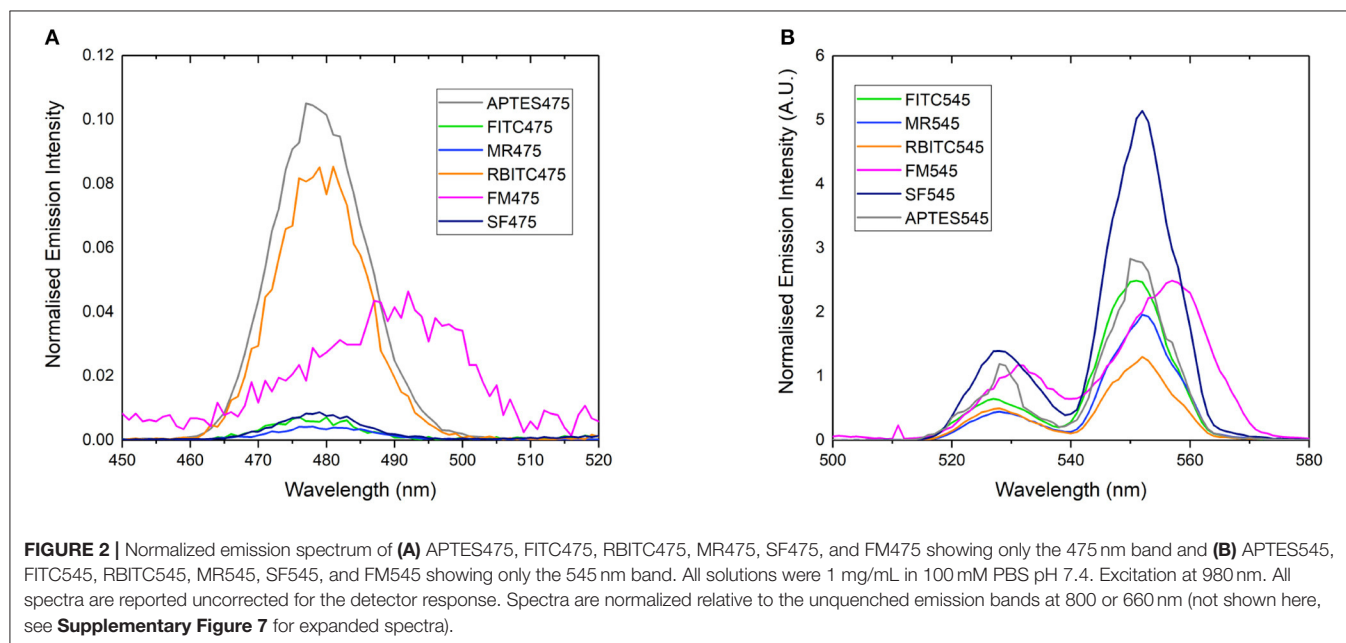 A
Normalized Emission Intensity
0.12
0.10
0.08
0.06
0.04
0.02
0.00
APTES475
FITC475
MR475
RBITC475
FM475
SF475
450 460 470 480 490 500 510 520
Wavelength (nm)
B
Normalised Emission Intensity (A.U.)
6
5
4
3
2
1
0
FITC545
MR545
RBITC545
FM545
SF545
APTES545
500 520 540 560 580
Wavelength (nm)
FIGURE 2 | Normalized emission spectrum of (A) APTES475, FITC475, RBITC475, MR475, SF475, and FM475 showing only the 475 nm band and (B) APTES545,
FITC545, RBITC545, MR545, SF545, and FM545 showing only the 545 nm band. All solutions were 1 mg/mL in 100 mM PBS pH 7.4. Excitation at 980 nm. All
spectra are reported uncorrected for the detector response. Spectra are normalized relative to the unquenched emission bands at 800 or 660 nm (not shown here,
see Supplementary Figure 7 for expanded spectra).